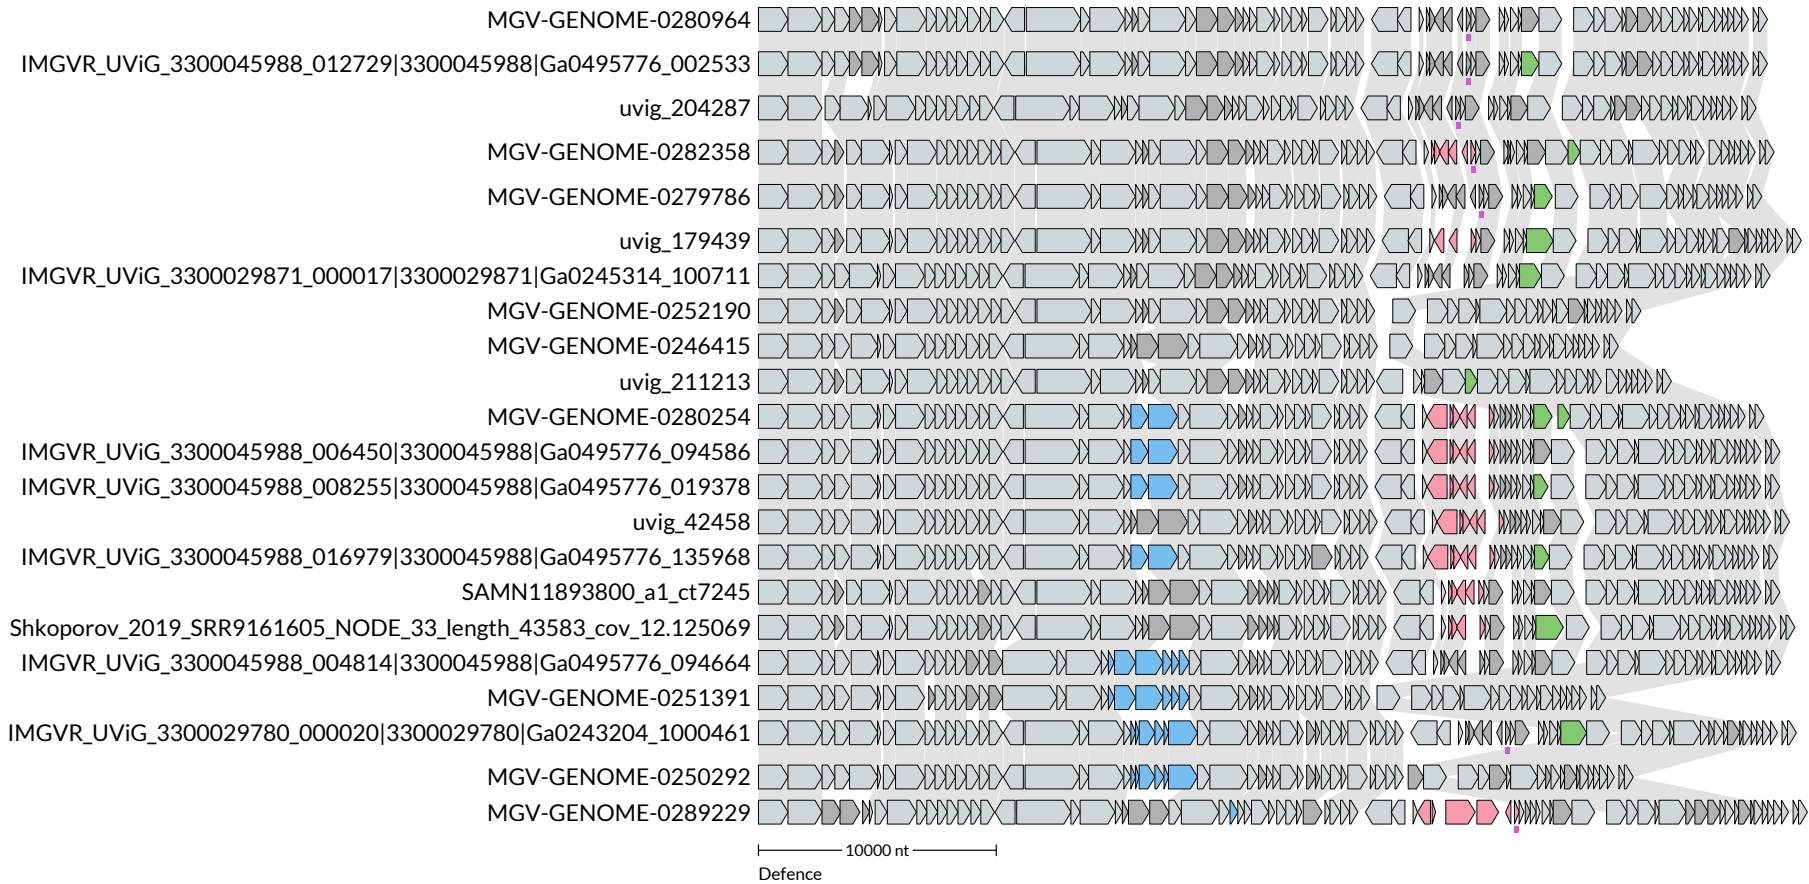 MGV-GENOME-0280964
IMGVR_UViG_3300045988_012729|3300045988|Ga0495776_002533
uvig_204287
MGV-GENOME-0282358
MGV-GENOME-0279786
uvig_179439
IMGVR_UViG_3300029871_000017|3300029871|Ga0245314_100711
MGV-GENOME-0252190
MGV-GENOME-0246415
uvig_211213
MGV-GENOME-0280254
IMGVR_UViG_3300045988_006450|3300045988|Ga0495776_094586
IMGVR_UViG_3300045988_008255|3300045988|Ga0495776_019378
uvig_42458
IMGVR_UViG_3300045988_016979|3300045988|Ga0495776_135968
SAMN11893800_a1_ct7245
Shkoporov_2019_SRR9161605_NODE_33_length_43583_cov_12.125069
IMGVR_UViG_3300045988_004814|3300045988|Ga0495776_094664
MGV-GENOME-0251391
IMGVR_UViG_3300029780_000020|3300029780|Ga0243204_1000461
MGV-GENOME-0250292
MGV-GENOME-0289229
10000 nt
Defence